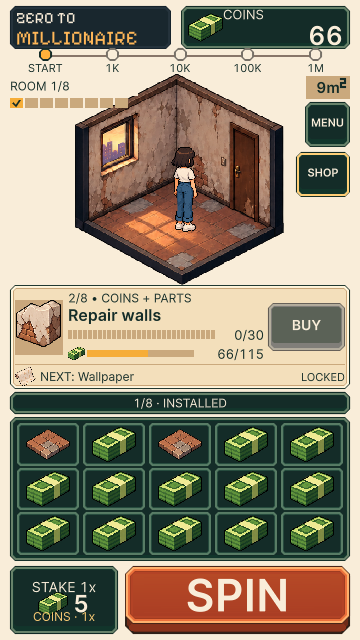 ZERO TO
MILLIONAIRE
COINS
66
START
1K
10K
100K
1M
ROOM 1/8
9m²
MENU
SHOP
2/8 • COINS + PARTS
Repair walls
0/30
66/115
BUY
NEXT: Wallpaper
LOCKED
1/8 · INSTALLED
STAKE 1x
5
COINS · 1x
SPIN